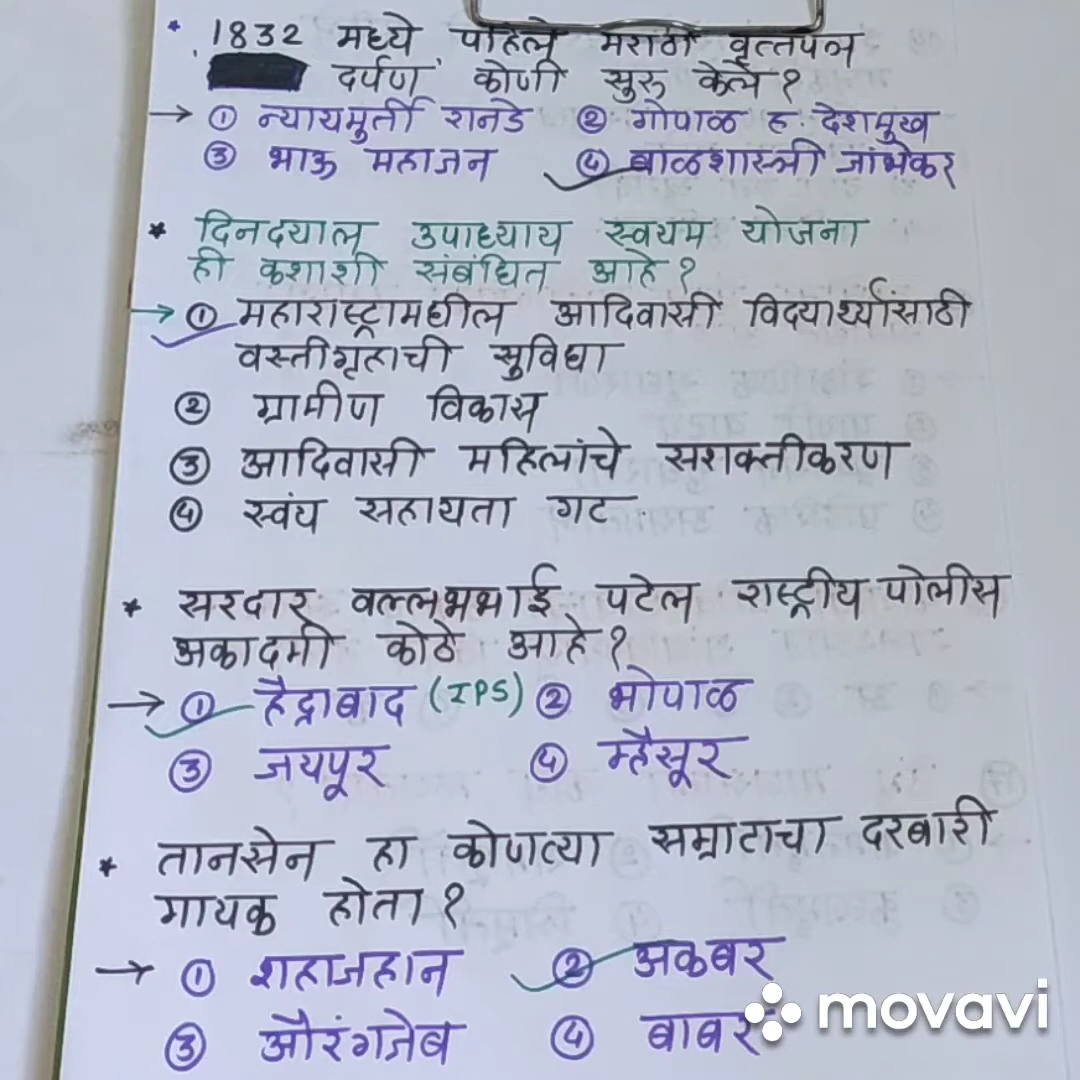 * 1832 मध्ये पहिले मराठी वृत्तपत्र
दर्पण कोणी सुरु केले ?
→ ① न्यायमुर्ती रानडे ② गोपाळ ह. देशमुख
③ भाऊ महाजन ④ बाळशास्त्री जांभेकर
* दिनदयाल उपाध्याय स्वयम योजना
ही कशाशी संबंधित आहे ?
→ ① महाराष्ट्रामधील आदिवासी विद्यार्थ्यांसाठी
वस्तीगृहाची सुविधा
② ग्रामीण विकास
③ आदिवासी महिलांचे सशक्तीकरण
④ स्वंय सहायता गट
* सरदार वल्लभभाई पटेल राष्ट्रीय पोलीस
अकादमी कोठे आहे ?
→ ① हैद्राबाद (IPS) ② भोपाळ
③ जयपूर ④ म्हैसूर
* तानसेन हा कोणत्या सम्राटाचा दरबारी
गायक होता ?
→ ① शहाजहान ② अकबर
③ औरंगजेब ④ बाबर
movavi